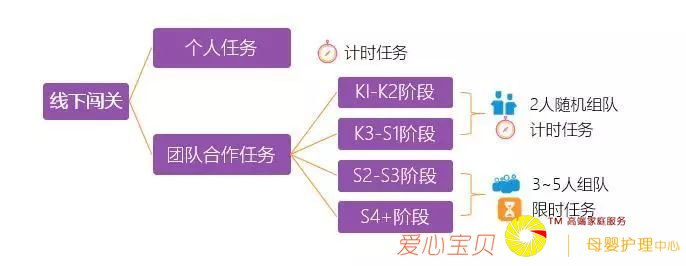 线下闯关
个人任务
计时任务
团队合作任务
KI-K2阶段
K3-S1阶段
2人随机组队
计时任务
S2-S3阶段
S4+阶段
3~5人组队
限时任务
TM 高端家庭服务
爱心宝贝
母婴护理中心